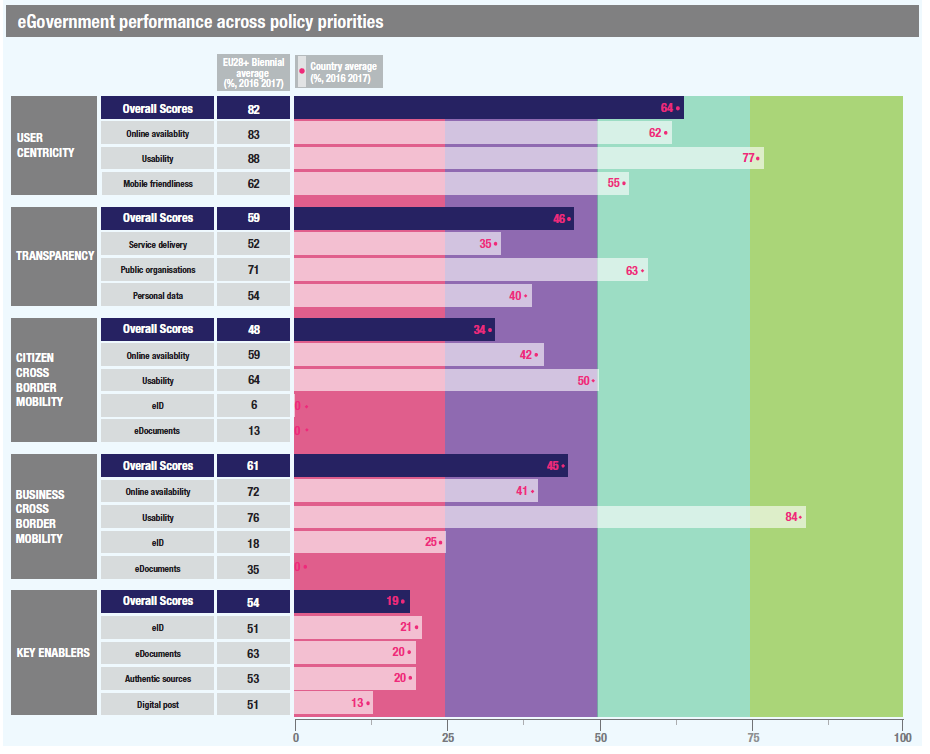 eGovernment performance across policy priorities
EU28+ Biennial
average
(%, 2016 2017)
Country average
(%, 2016 2017)
USER
CENTRICITY
Overall Scores 82 64
Online availablity 83 62
Usability 88 77
Mobile friendliness 62 55
TRANSPARENCY
Overall Scores 59 46
Service delivery 52 35
Public organisations 71 63
Personal data 54 40
CITIZEN
CROSS
BORDER
MOBILITY
Overall Scores 48 34
Online availablity 59 42
Usability 64 50
eID 6 0
eDocuments 13 0
BUSINESS
CROSS
BORDER
MOBILITY
Overall Scores 61 45
Online availability 72 41
Usability 76 84
eID 18 25
eDocuments 35 0
KEY ENABLERS
Overall Scores 54 19
eID 51 21
eDocuments 63 20
Authentic sources 53 20
Digital post 51 13
0 25 50 75 100